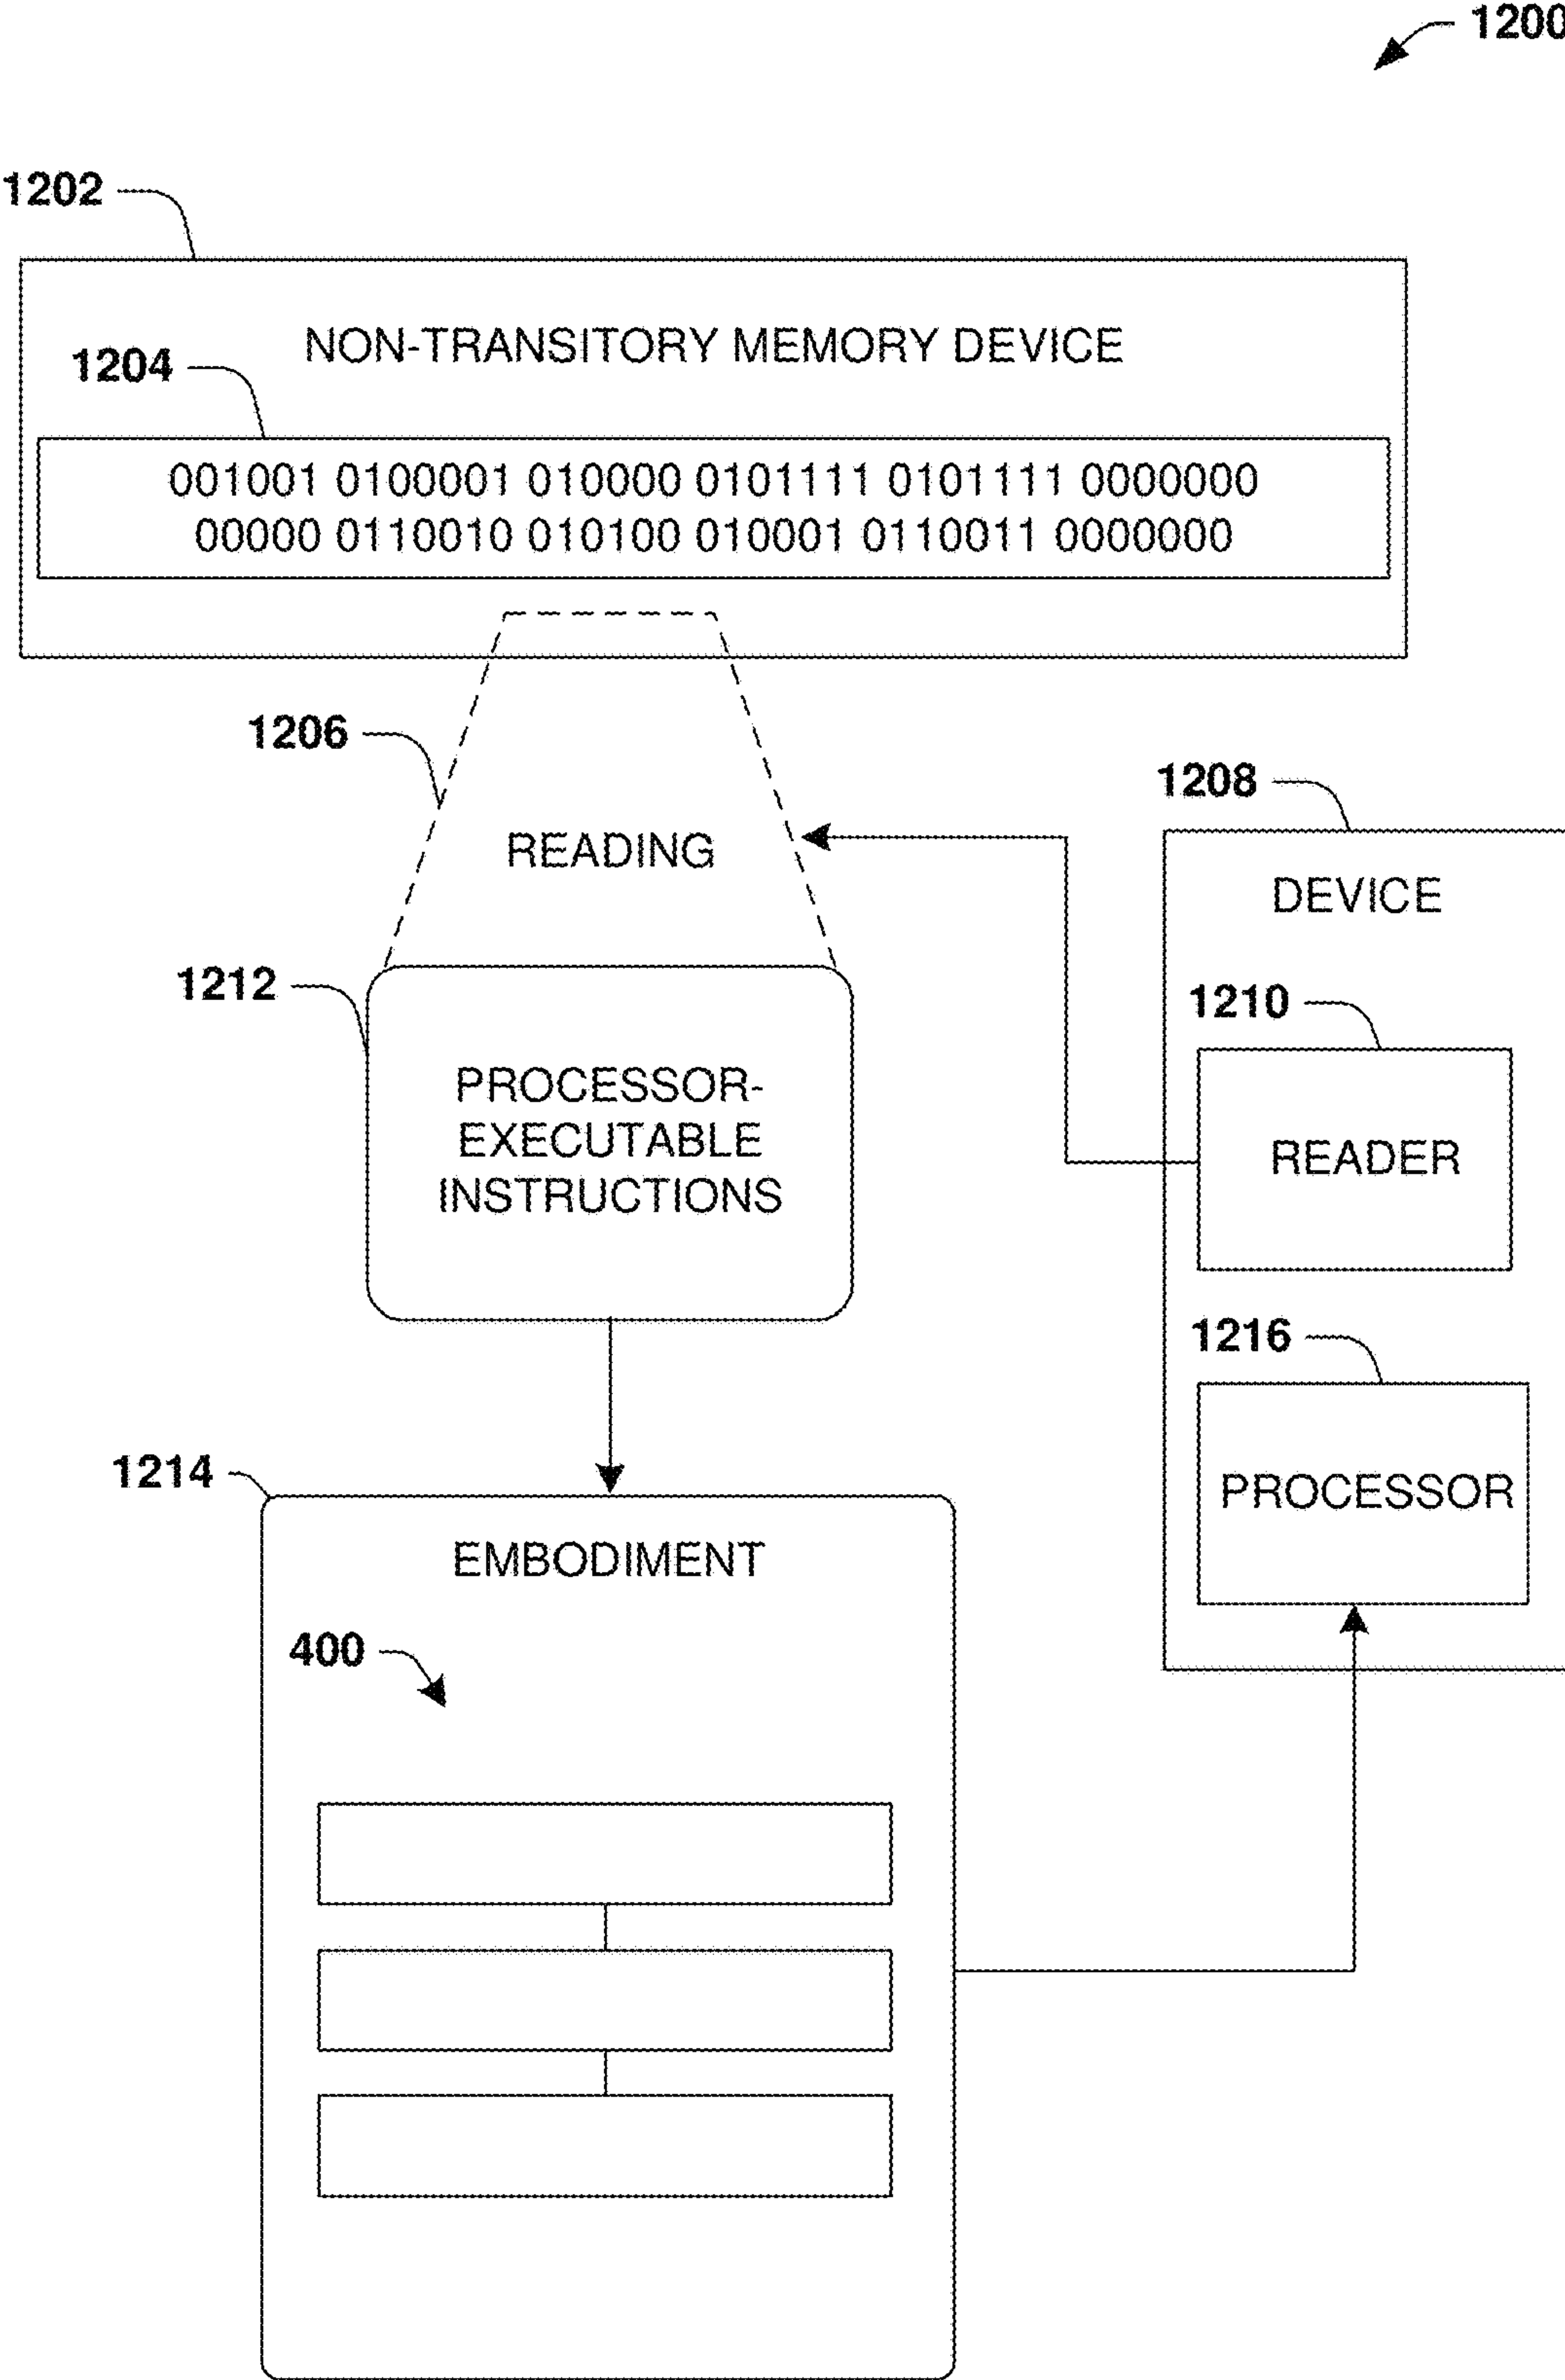 1200
1202
NON-TRANSITORY MEMORY DEVICE
1204
001001 0100001 010000 0101111 0101111 0000000
00000 0110010 010100 010001 0110011 0000000
1206
READING
1208
DEVICE
1210
READER
1212
PROCESSOR-
EXECUTABLE
INSTRUCTIONS
1216
PROCESSOR
1214
EMBODIMENT
400